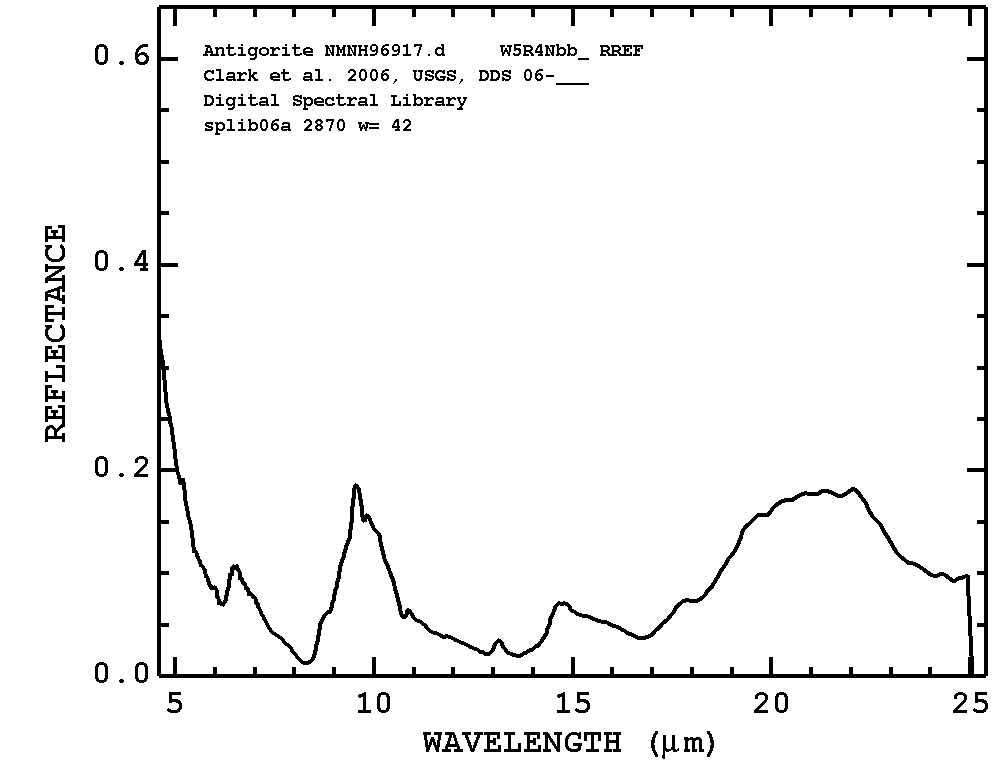 Antigorite NMNH96917.d W5R4Nbb_ RREF
Clark et al. 2006, USGS, DDS 06-___
Digital Spectral Library
splib06a 2870 w= 42
REFLECTANCE
0.6
0.4
0.2
0.0
5 10 15 20 25
WAVELENGTH (μm)